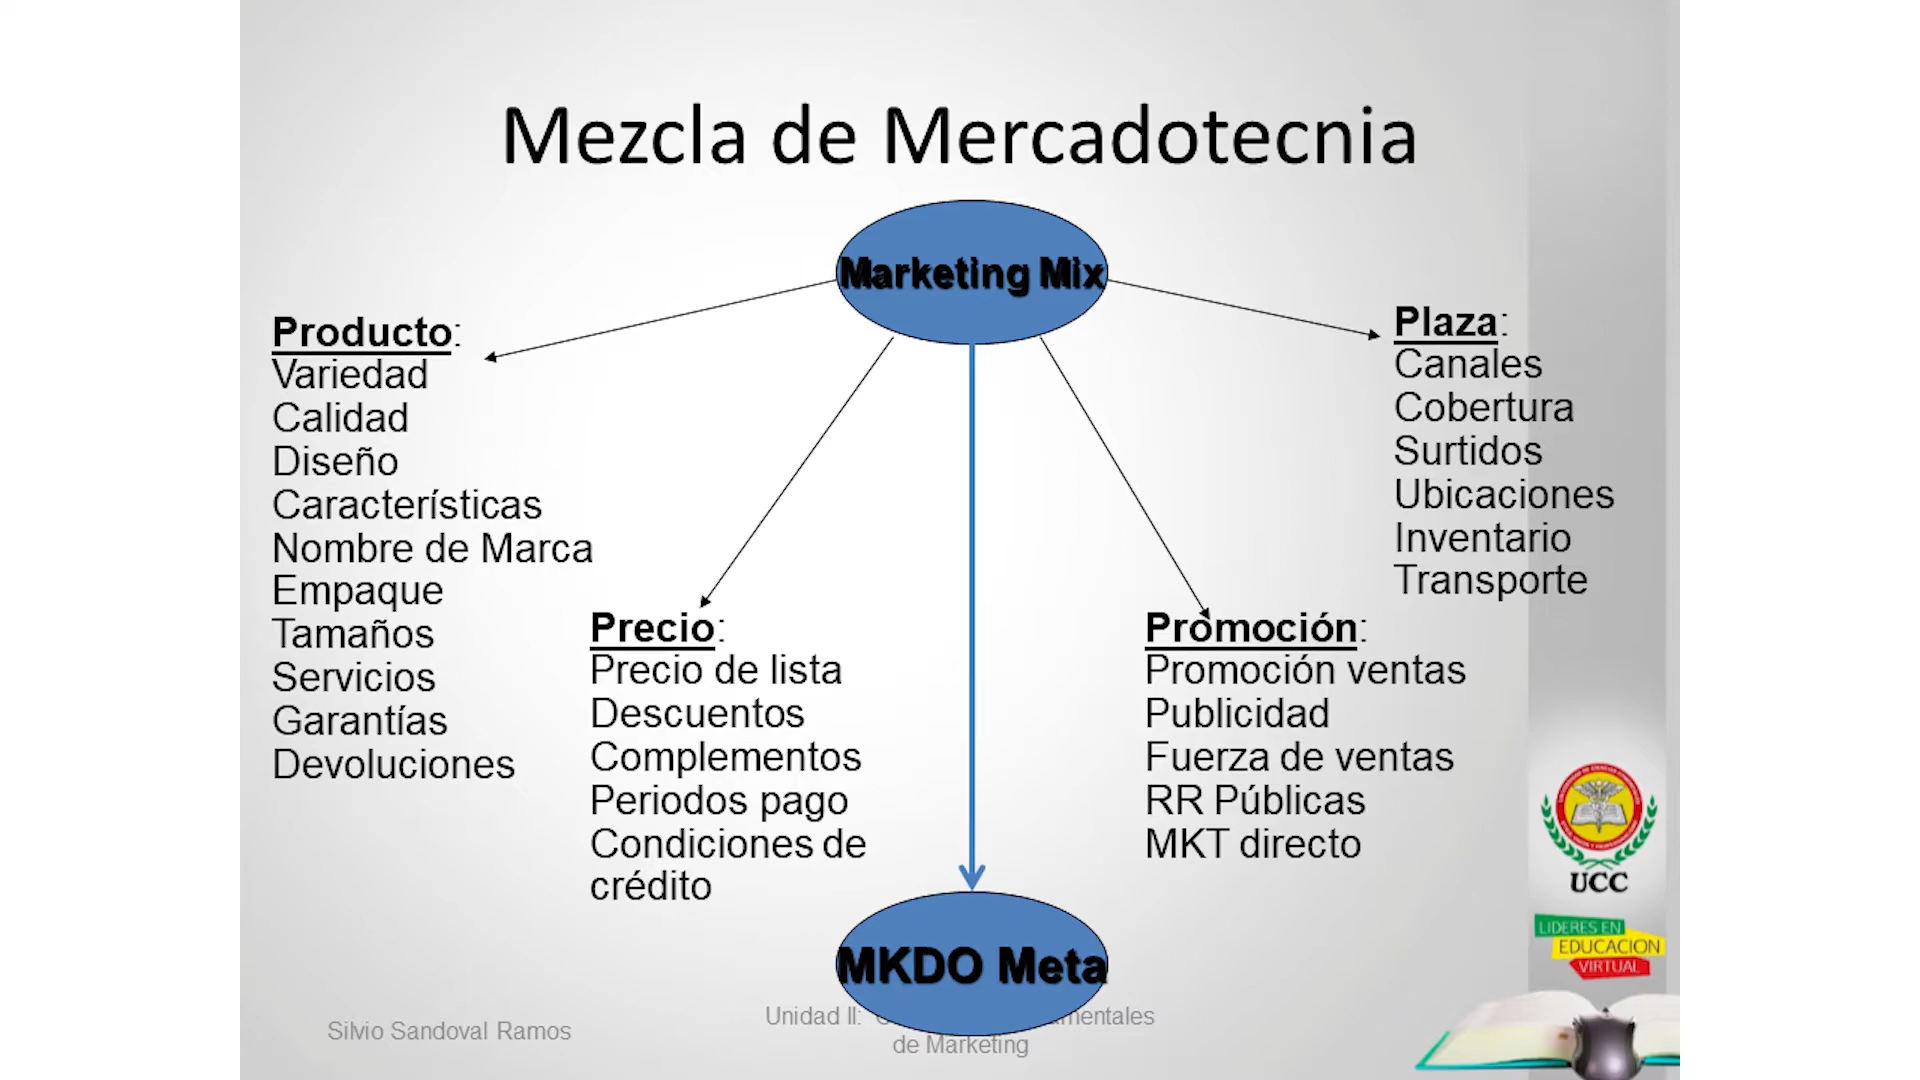 Mezcla de Mercadotecnia
Marketing Mix
Producto:
Variedad
Calidad
Diseño
Características
Nombre de Marca
Empaque
Tamaños
Servicios
Garantías
Devoluciones
Precio:
Precio de lista
Descuentos
Complementos
Periodos pago
Condiciones de
crédito
Promoción:
Promoción ventas
Publicidad
Fuerza de ventas
RR Públicas
MKT directo
Plaza:
Canales
Cobertura
Surtidos
Ubicaciones
Inventario
Transporte
MKDO Meta
UCC
LIDERES EN
EDUCACION
VIRTUAL
Silvio Sandoval Ramos
Unidad II:
de Marketing